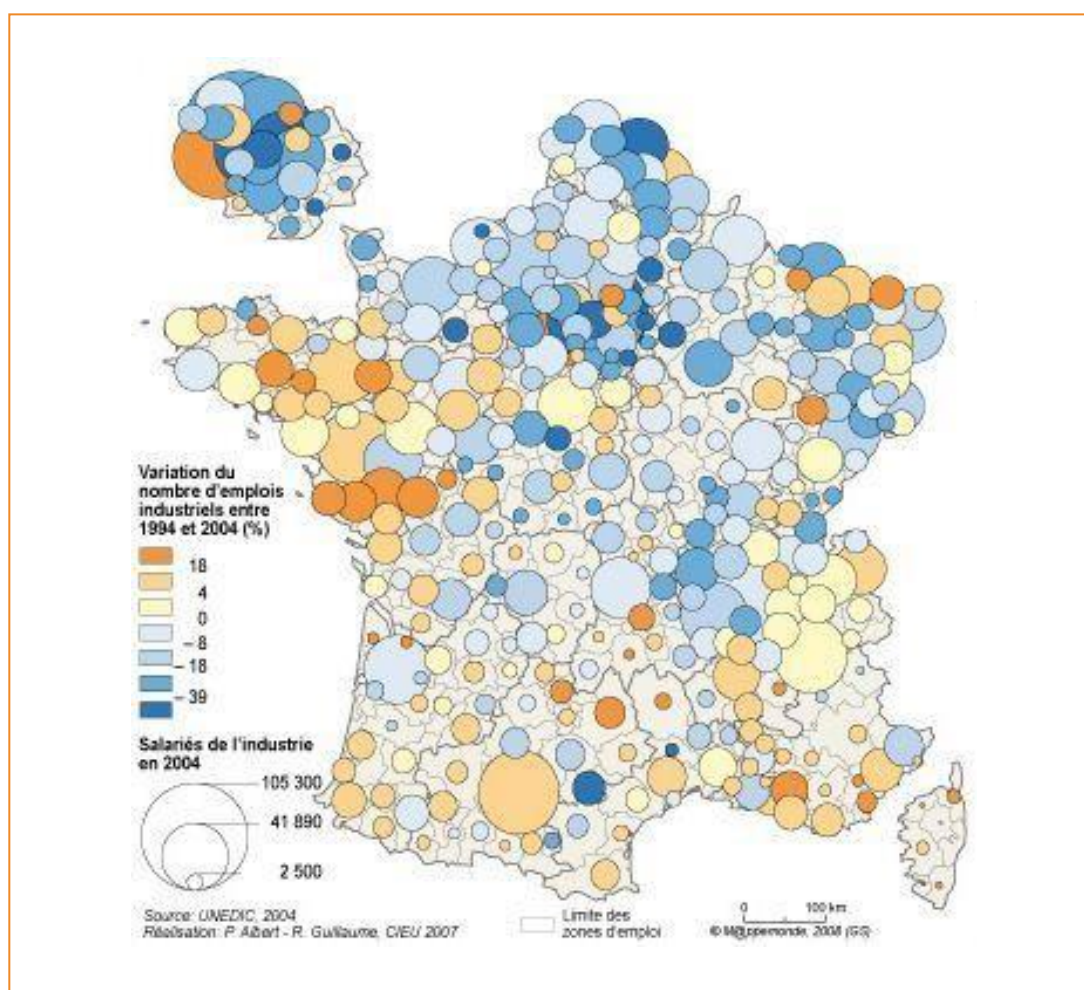 Variation du
nombre d'emplois
industriels entre
1994 et 2004 (%)
18
4
0
– 8
– 18
– 39
Salariés de l'industrie
en 2004
105 300
41 890
2 500
Source: UNEDIC, 2004
Réalisation: P. Albert - R. Guillaume, CIEU 2007
Limite des
zones d'emploi
0 100 km
© M@ppemonde, 2008 (GS)